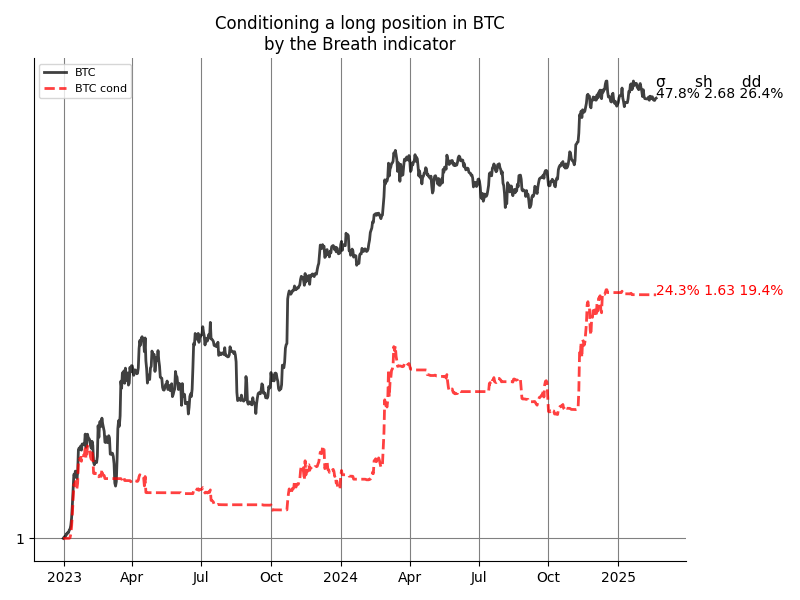 Conditioning a long position in BTC
by the Breath indicator
BTC
BTC cond
σ sh dd
47.8% 2.68 26.4%
24.3% 1.63 19.4%
1
2023 Apr Jul Oct 2024 Apr Jul Oct 2025